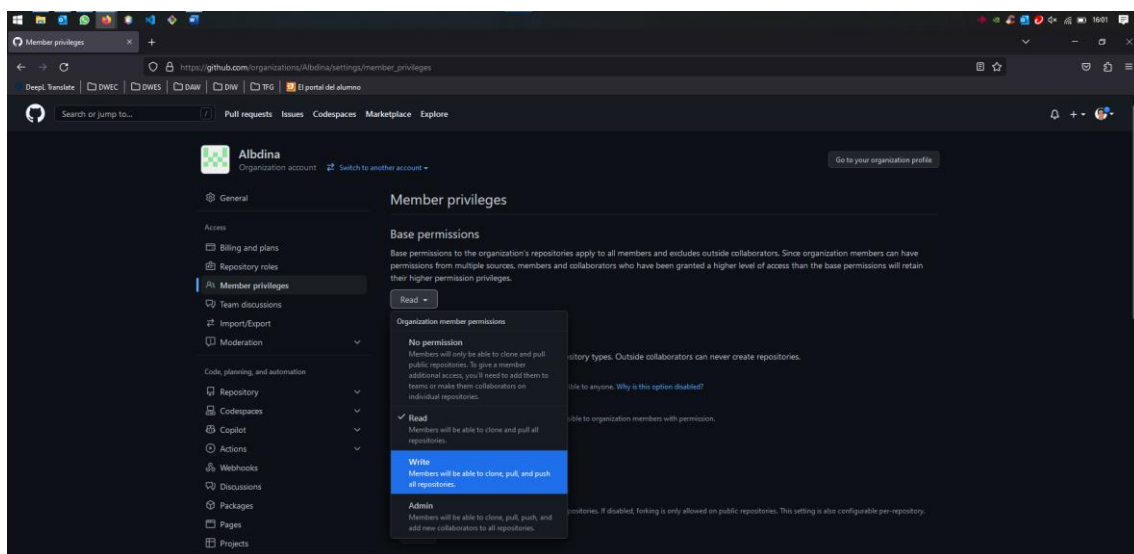 16:01
Member privileges
https://github.com/organizations/Albdina/settings/member_privileges
DeepL Translate DWEC DWES DAW DIW TFG El portal del alumno
Search or jump to... / Pull requests Issues Codespaces Marketplace Explore
Albdina
Organization account Switch to another account
Go to your organization profile
General
Access
Billing and plans
Repository roles
Member privileges
Team discussions
Import/Export
Moderation
Code, planning, and automation
Repository
Codespaces
Copilot
Actions
Webhooks
Discussions
Packages
Pages
Projects
Member privileges
Base permissions
Base permissions to the organization's repositories apply to all members and excludes outside collaborators. Since organization members can have
permissions from multiple sources, members and collaborators who have been granted a higher level of access than the base permissions will retain
their higher permission privileges.
Read
Organization member permissions
No permission
Members will only be able to clone and pull
public repositories. To give a member
additional access, you'll need to add them to
teams or make them collaborators on
individual repositories.
Read
Members will be able to clone and pull all
repositories.
Write
Members will be able to clone, pull, and push
all repositories.
Admin
Members will be able to clone, pull, push, and
add new collaborators to all repositories.
sitory types. Outside collaborators can never create repositories.
ible to anyone. Why is this option disabled?
sible to organization members with permission.
positories. If disabled, forking is only allowed on public repositories. This setting is also configurable per-repository.